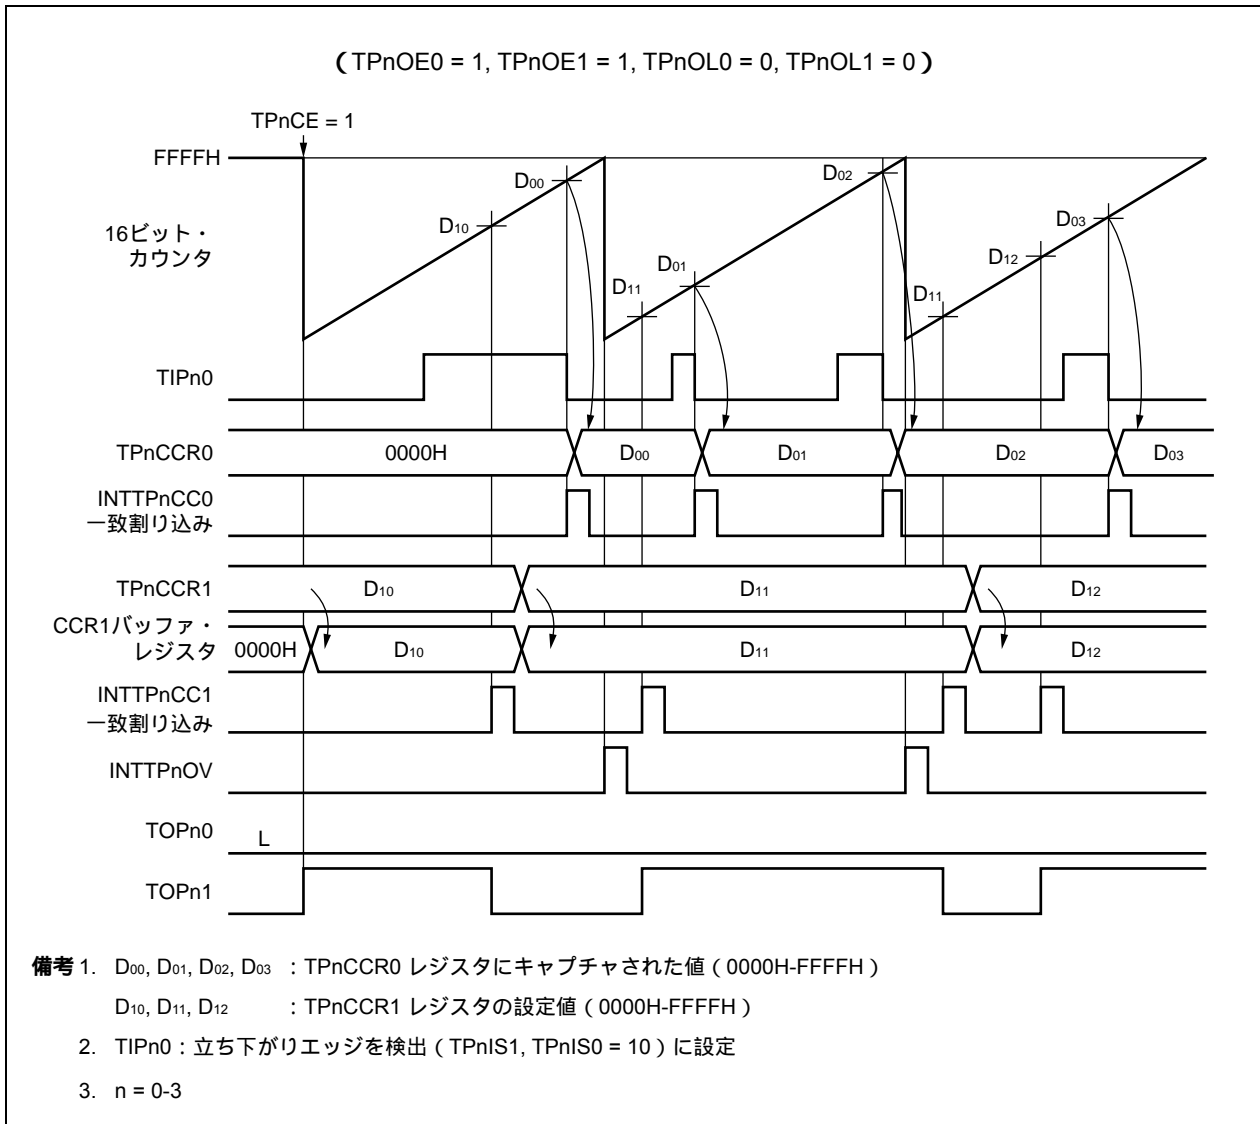 （TPnOE0 = 1, TPnOE1 = 1, TPnOL0 = 0, TPnOL1 = 0）
TPnCE = 1
FFFFH
16ビット・
カウンタ
D10
D00
D11
D01
D02
D11
D12
D03
TIPn0
TPnCCR0
0000H
D00
D01
D02
D03
INTTPnCC0
一致割り込み
TPnCCR1
D10
D11
D12
CCR1バッファ・
レジスタ
0000H
D10
D11
D12
INTTPnCC1
一致割り込み
INTTPnOV
TOPn0
L
TOPn1
備考 1. D00, D01, D02, D03 ：TPnCCR0 レジスタにキャプチャされた値（0000H-FFFFH）
D10, D11, D12 ：TPnCCR1 レジスタの設定値（0000H-FFFFH）
2. TIPn0：立ち下がりエッジを検出（TPnIS1, TPnIS0 = 10）に設定
3. n = 0-3